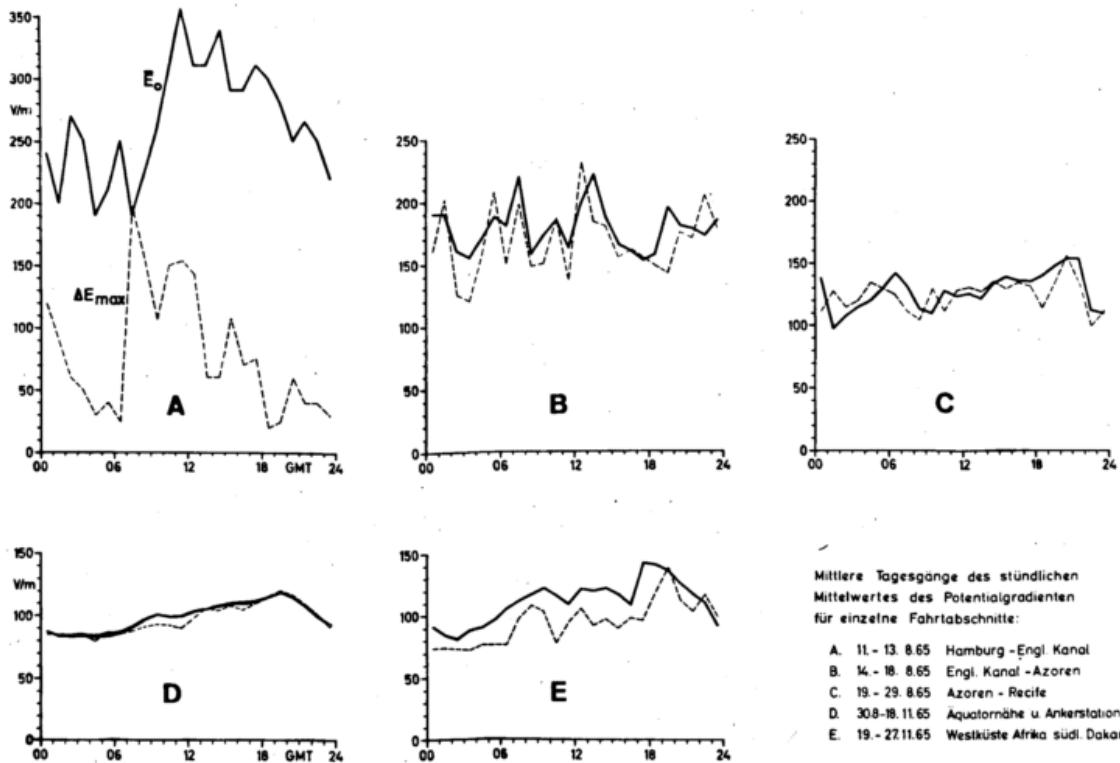 350
300
V/m
250
200
150
100
50
0
E₀
ΔEmax
A
00 06 12 18 GMT 24
250
200
150
100
50
0
B
00 06 12 18 24
250
200
150
100
50
0
C
00 06 12 18 24
150
V/m
100
50
0
D
00 06 12 18 GMT 24
150
100
50
0
E
00 06 12 18 24
Mittlere Tagesgänge des stündlichen
Mittelwertes des Potentialgradienten
für einzelne Fahrtabschnitte:
A. 11.- 13. 8.65 Hamburg - Engl. Kanal
B. 14.- 18. 8.65 Engl. Kanal - Azoren
C. 19.- 29. 8.65 Azoren - Recife
D. 30.8-18.11.65 Äquatornähe u. Ankerstation
E. 19.- 27.11.65 Westküste Afrika südl. Dakar